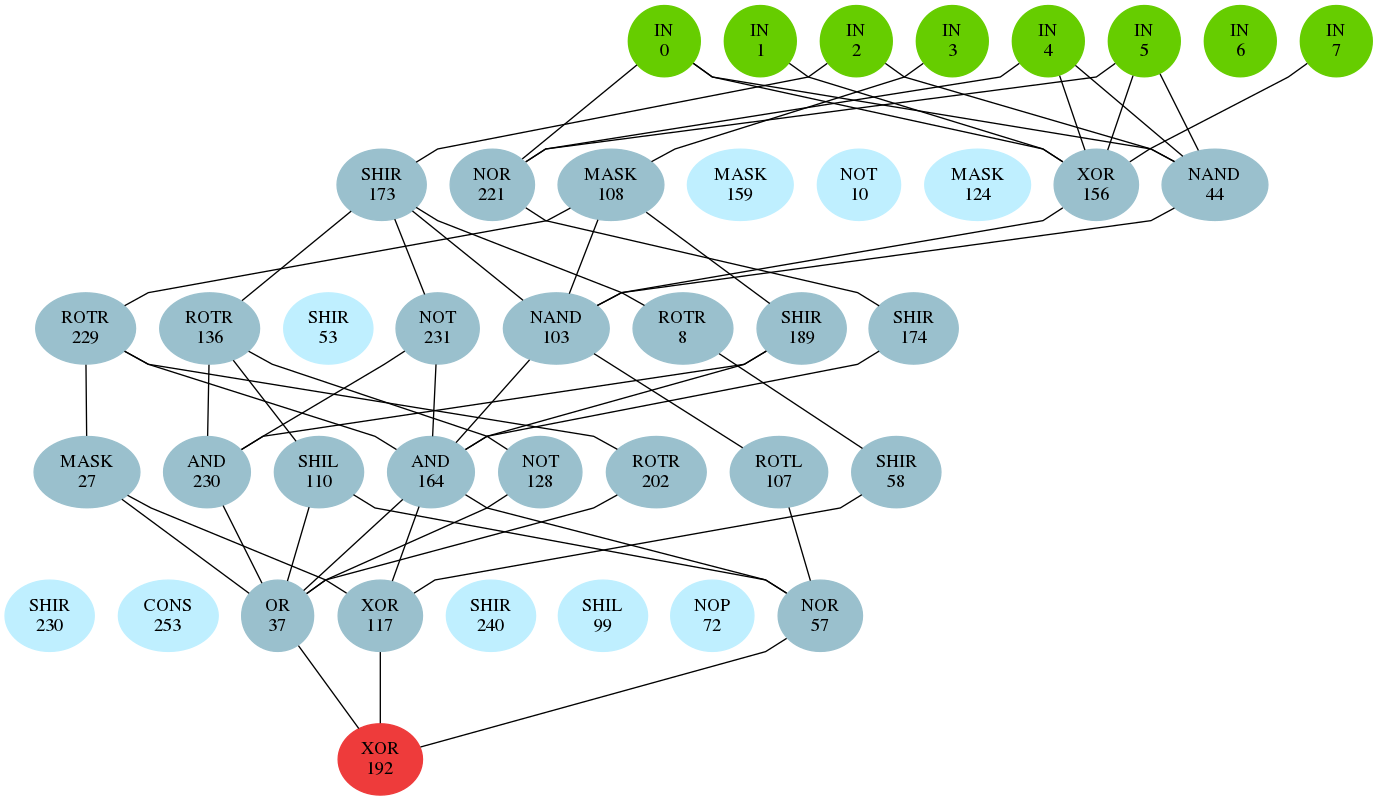 IN
0
IN
1
IN
2
IN
3
IN
4
IN
5
IN
6
IN
7
SHIR
173
NOR
221
MASK
108
MASK
159
NOT
10
MASK
124
XOR
156
NAND
44
ROTR
229
ROTR
136
SHIR
53
NOT
231
NAND
103
ROTR
8
SHIR
189
SHIR
174
MASK
27
AND
230
SHIL
110
AND
164
NOT
128
ROTR
202
ROTL
107
SHIR
58
SHIR
230
CONS
253
OR
37
XOR
117
SHIR
240
SHIL
99
NOP
72
NOR
57
XOR
192